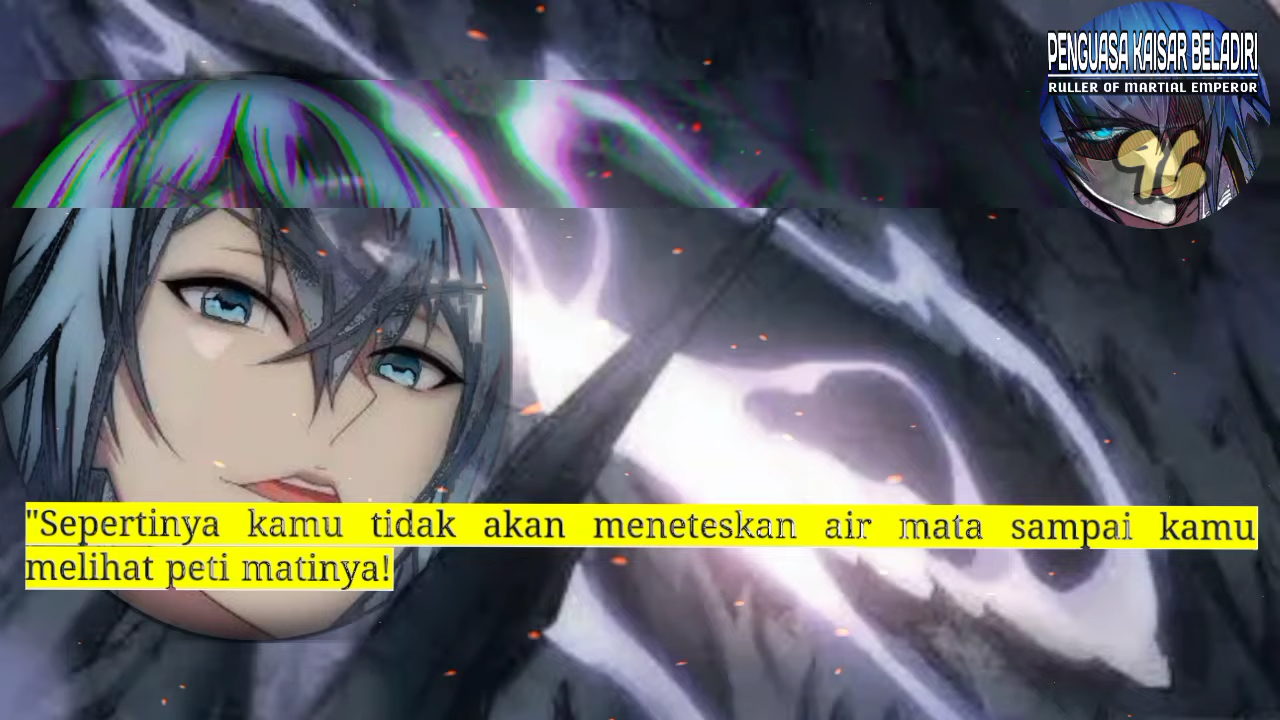 PENGUASA KAISAR BELADIRI
RULLER OF MARTIAL EMPEROR
96
"Sepertinya kamu tidak akan meneteskan air mata sampai kamu
melihat peti matinya!